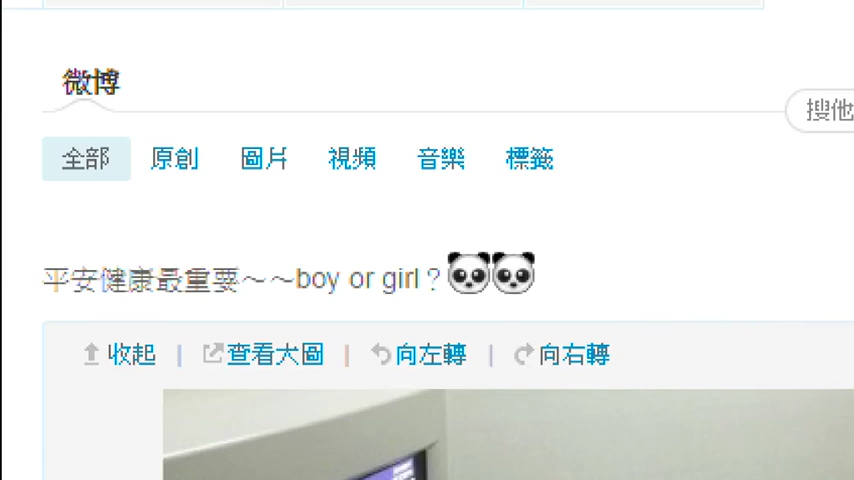 微博
搜他
全部 原創 圖片 視頻 音樂 標籤
平安健康最重要～～boy or girl？
收起 | 查看大圖 | 向左轉 | 向右轉